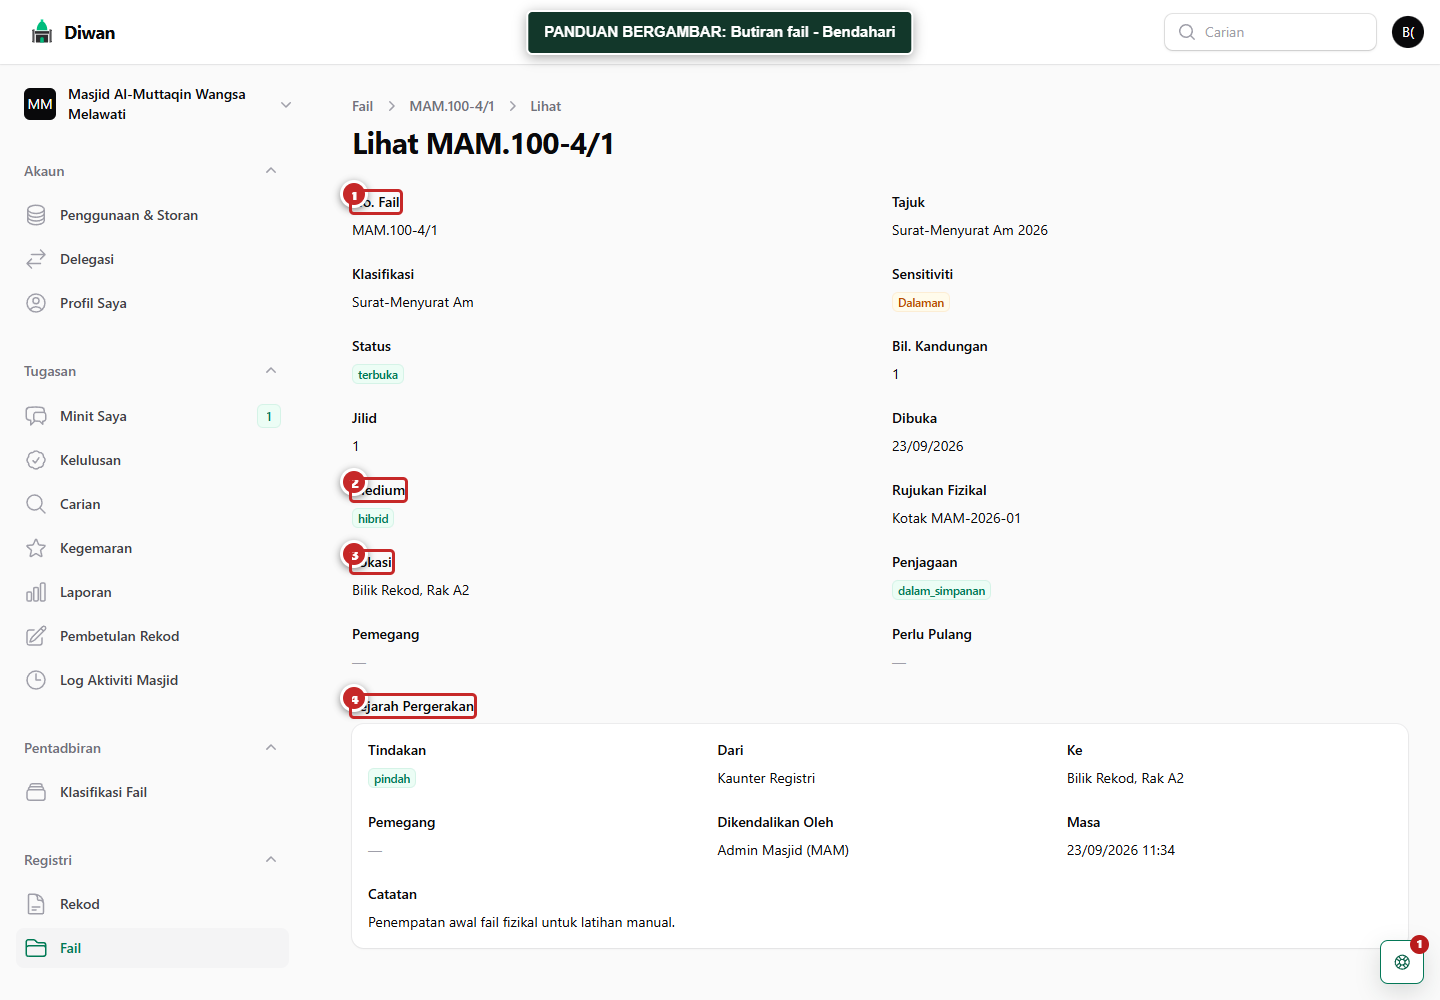 Diwan
PANDUAN BERGAMBAR: Butiran fail - Bendahari
Carian
B(
MM
Masjid Al-Muttaqin Wangsa
Melawati
Akaun
Penggunaan & Storan
Delegasi
Profil Saya
Tugasan
Minit Saya
1
Kelulusan
Carian
Kegemaran
Laporan
Pembetulan Rekod
Log Aktiviti Masjid
Pentadbiran
Klasifikasi Fail
Registri
Rekod
Fail
Fail > MAM.100-4/1 > Lihat
Lihat MAM.100-4/1
1
Fail
MAM.100-4/1
Tajuk
Surat-Menyurat Am 2026
Klasifikasi
Surat-Menyurat Am
Sensitiviti
Dalaman
Status
terbuka
Bil. Kandungan
1
Jilid
1
Dibuka
23/09/2026
2
edium
hibrid
Rujukan Fizikal
Kotak MAM-2026-01
3
okasi
Bilik Rekod, Rak A2
Penjagaan
dalam_simpanan
Pemegang
—
Perlu Pulang
—
4
jarah Pergerakan
Tindakan
pindah
Dari
Kaunter Registri
Ke
Bilik Rekod, Rak A2
Pemegang
—
Dikendalikan Oleh
Admin Masjid (MAM)
Masa
23/09/2026 11:34
Catatan
Penempatan awal fail fizikal untuk latihan manual.
1